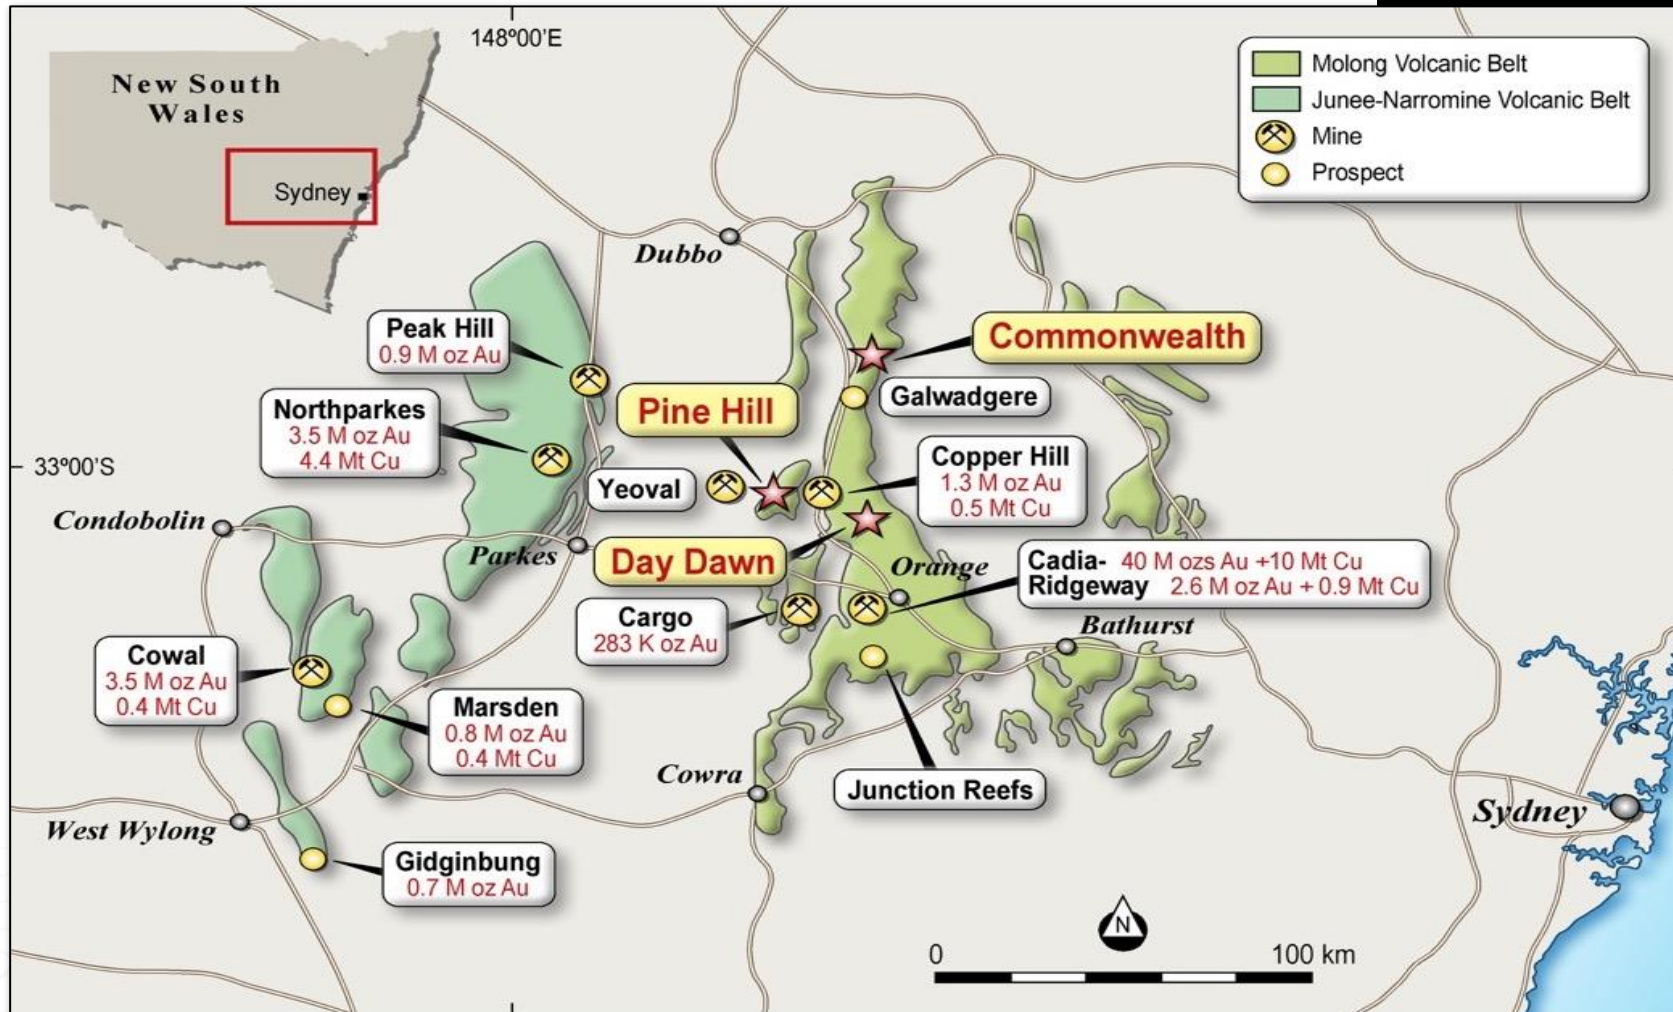 148º00'E
New South
Wales
Sydney
Molong Volcanic Belt
Junee-Narromine Volcanic Belt
Mine
Prospect
Dubbo
Peak Hill
0.9 M oz Au
Commonwealth
Northparkes
3.5 M oz Au
4.4 Mt Cu
Pine Hill
Galwadgere
33º00'S
Yeoval
Copper Hill
1.3 M oz Au
0.5 Mt Cu
Condobolin
Parkes
Day Dawn
Orange
Cadia- 40 M ozs Au +10 Mt Cu
Ridgeway 2.6 M oz Au + 0.9 Mt Cu
Cargo
283 K oz Au
Bathurst
Cowal
3.5 M oz Au
0.4 Mt Cu
Marsden
0.8 M oz Au
0.4 Mt Cu
Cowra
Junction Reefs
Sydney
West Wylong
Gidginbung
0.7 M oz Au
N
0 100 km